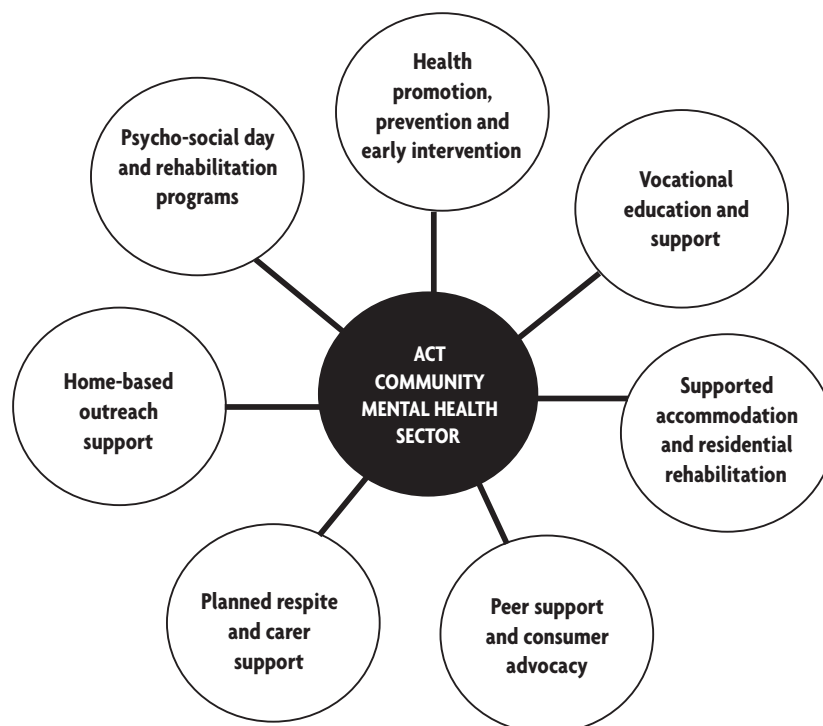 Health
promotion,
prevention and
early intervention
Psycho-social day
and rehabilitation
programs
Vocational
education and
support
ACT
COMMUNITY
MENTAL HEALTH
SECTOR
Home-based
outreach
support
Supported
accommodation
and residential
rehabilitation
Planned respite
and carer
support
Peer support
and consumer
advocacy